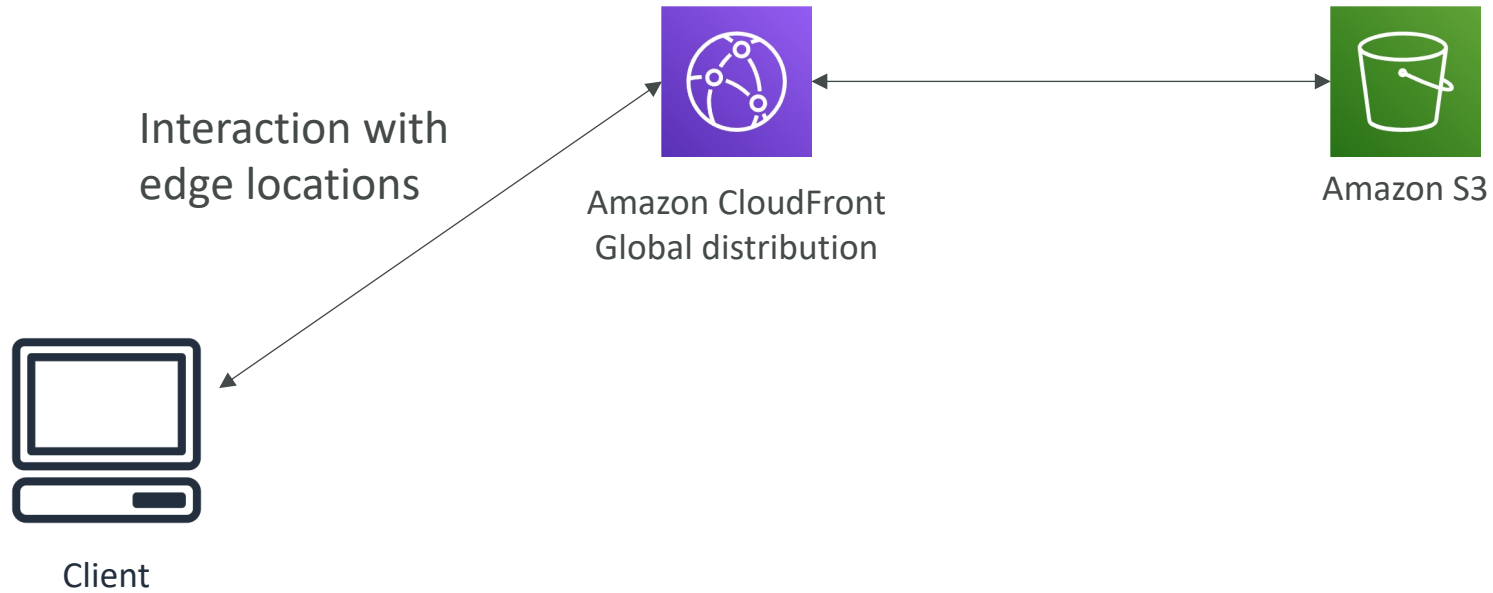 Interaction with
edge locations
Amazon CloudFront
Global distribution
Amazon S3
Client